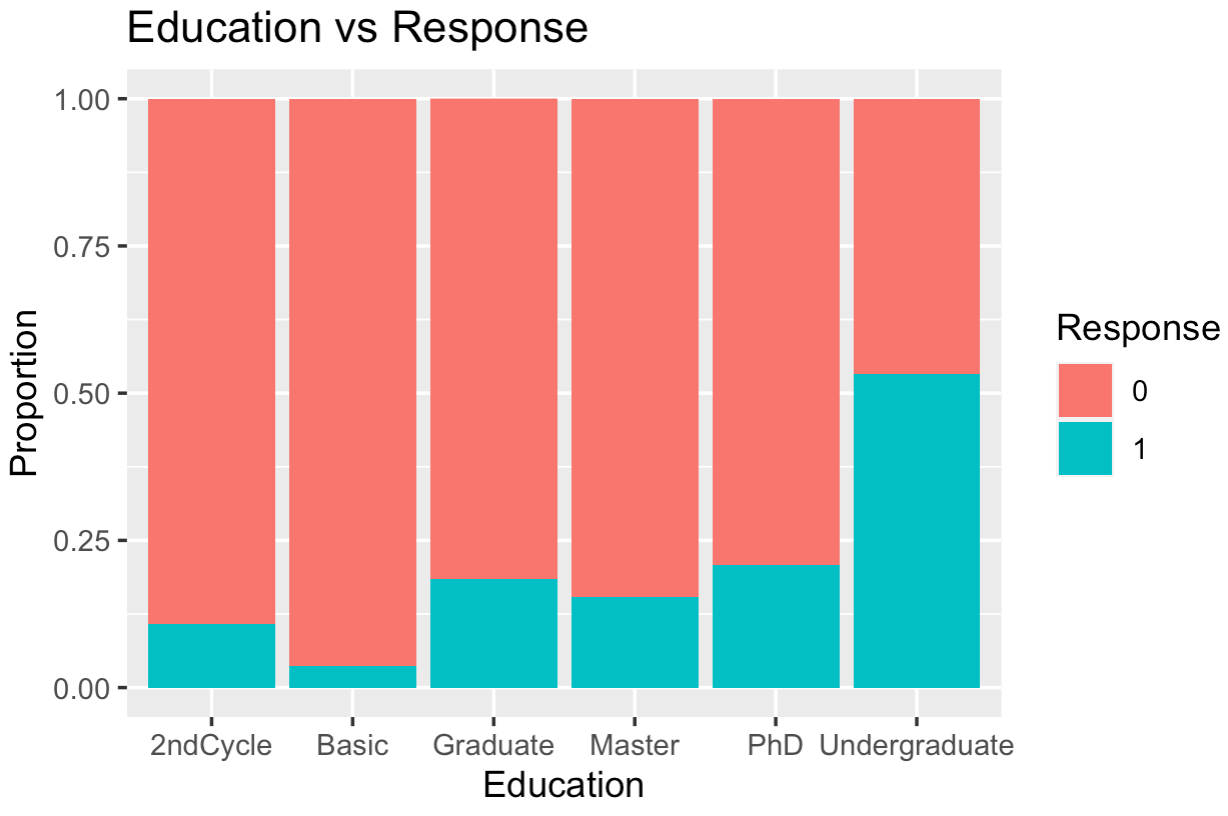 Education vs Response
1.00
0.75
0.50
0.25
0.00
Proportion
2ndCycle Basic Graduate Master PhD Undergraduate
Education
Response
0
1